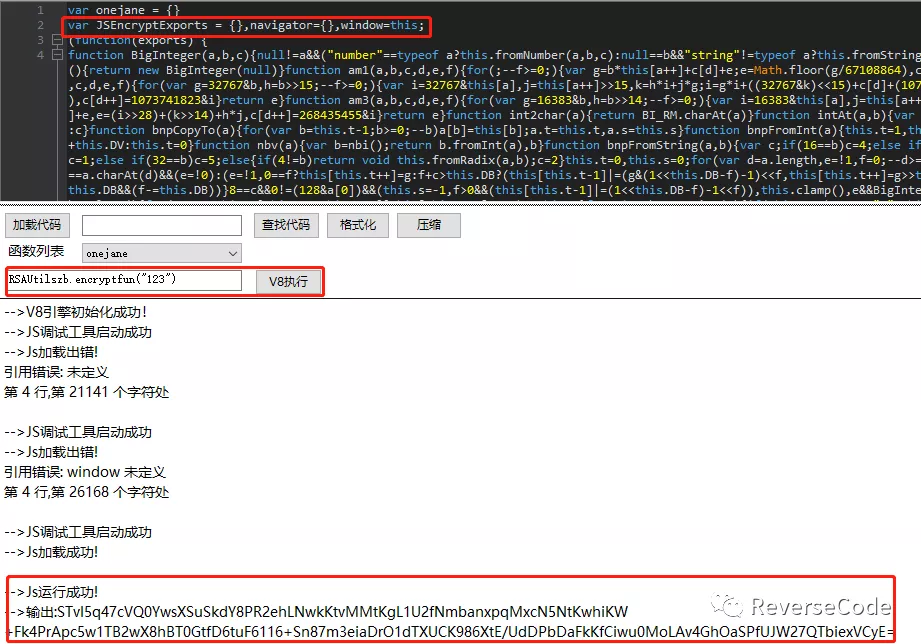 1 var onejane = {}
2 var JSEncryptExports = {},navigator={},window=this;
3 (function(exports) {
4 function BigInteger(a,b,c){null!=a&&("number"==typeof a?this.fromNumber(a,b,c):null==b&&"string"!=typeof a?this.fromString
(){return new BigInteger(null)}function am1(a,b,c,d,e,f){for(;--f>=0;){var g=b*this[a++]+c[d]+e;e=Math.floor(g/67108864),
,c,d,e,f){for(var g=32767&b,h=b>>15;--f>=0;){var i=32767&this[a],j=this[a++]>>15,k=h*i+j*g;i=g*i+((32767&k)<<15)+c[d]+(107
),c[d++]=1073741823&i}return e}function am3(a,b,c,d,e,f){for(var g=16383&b,h=b>>14;--f>=0;){var i=16383&this[a],j=this[a++
]+e,e=(i>>28)+(k>>14)+h*j,c[d++]=268435455&i}return e}function int2char(a){return BI_RM.charAt(a)}function intAt(a,b){var
:c}function bnpCopyTo(a){for(var b=this.t-1;b>=0;--b)a[b]=this[b];a.t=this.t,a.s=this.s}function bnpFromInt(a){this.t=1,th
+this.DV:this.t=0}function nbv(a){var b=nbi();return b.fromInt(a),b}function bnpFromString(a,b){var c;if(16==b)c=4;else if
c=1;else if(32==b)c=5;else{if(4!=b)return void this.fromRadix(a,b);c=2}this.t=0,this.s=0;for(var d=a.length,e=!1,f=0;--d>=
==a.charAt(d)&&(e=!0):(e=!1,0==f?this[this.t++]=g:f+c>this.DB?(this[this.t-1]|=(g&(1<<this.DB-f)-1)<<f,this[this.t++]=g>>t
this.DB&&(f-=this.DB))}8==c&&0!=(128&a[0])&&(this.s=-1,f>0&&(this[this.t-1]|=(1<<this.DB-f)-1<<f)),this.clamp(),e&&BigInte
加载代码 查找代码 格式化 压缩
函数列表 onejane
RSAUtilszb.encryptfun("123") V8执行
-->V8引擎初始化成功!
-->JS调试工具启动成功
-->Js加载出错!
引用错误: 未定义
第 4 行,第 21141 个字符处
-->JS调试工具启动成功
-->Js加载出错!
引用错误: window 未定义
第 4 行,第 26168 个字符处
-->JS调试工具启动成功
-->Js加载成功!
-->Js运行成功!
-->输出:STvI5q47cVQ0YwsXSuSkdY8PR2ehLNwkKtvMMtKgL1U2fNmbanxpqMxcN5NtKwhiKW
+Fk4PrApc5w1TB2wX8hBT0GtfD6tuF6116+Sn87m3eiaDrO1dTXUCK986XtE/UdDPbDaFkKfCiwu0MoLAv4GhOaSPfUJW27QTbiexVCyE=
ReverseCode